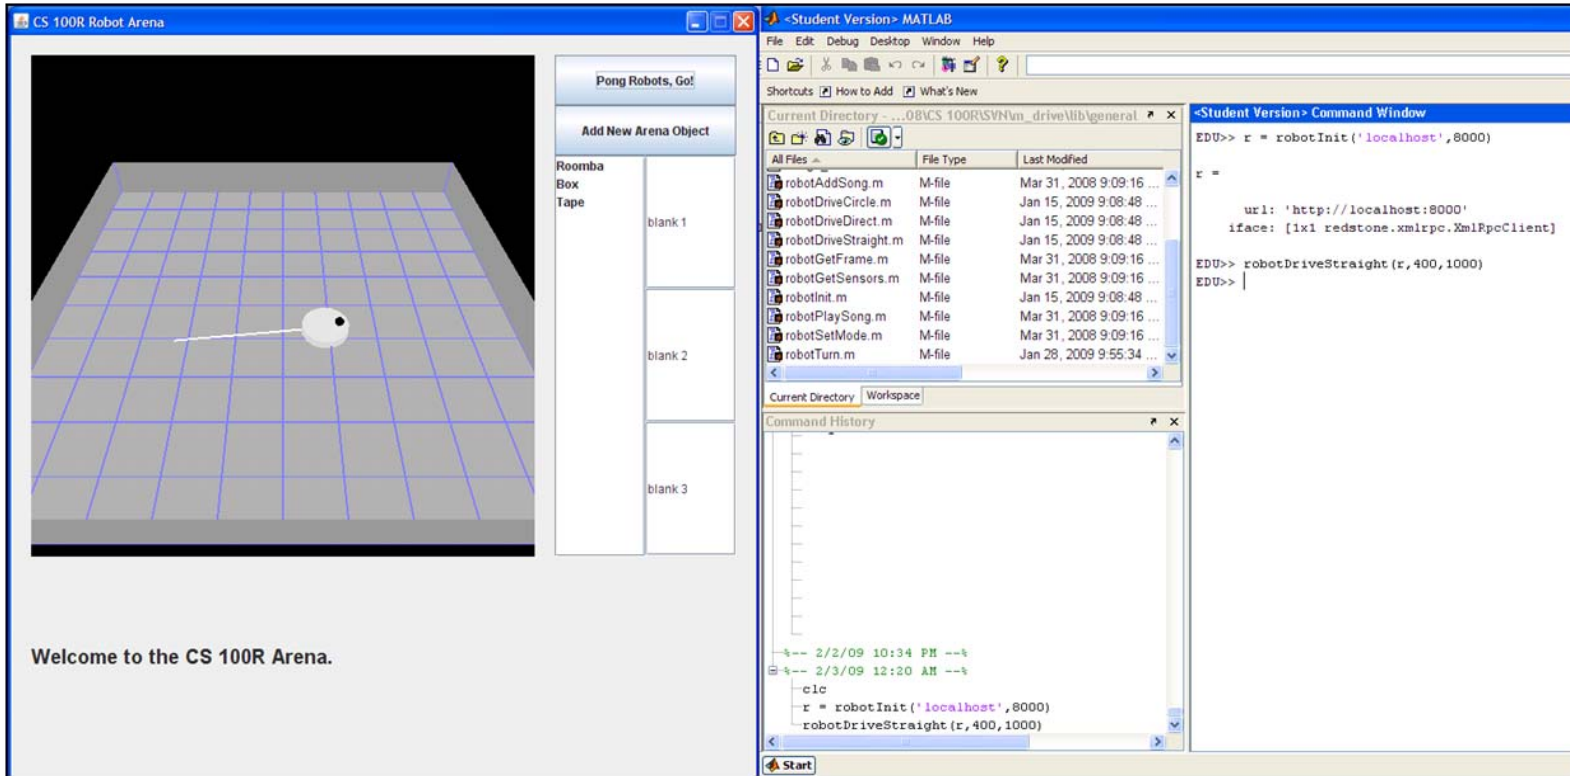 CS 100R Robot Arena
Pong Robots, Go!
Add New Arena Object
Roomba
Box
Tape
blank 1
blank 2
blank 3
Welcome to the CS 100R Arena.
<Student Version> MATLAB
File Edit Debug Desktop Window Help
Shortcuts How to Add What's New
Current Directory - ...08\CS 100R\SVN\m_drive\lib\general
All Files File Type Last Modified
robotAddSong.m M-file Mar 31, 2008 9:09:16 ...
robotDriveCircle.m M-file Jan 15, 2009 9:08:48 ...
robotDriveDirect.m M-file Jan 15, 2009 9:08:48 ...
robotDriveStraight.m M-file Jan 15, 2009 9:08:48 ...
robotGetFrame.m M-file Mar 31, 2008 9:09:16 ...
robotGetSensors.m M-file Mar 31, 2008 9:09:16 ...
robotInit.m M-file Jan 15, 2009 9:08:48 ...
robotPlaySong.m M-file Mar 31, 2008 9:09:16 ...
robotSetMode.m M-file Mar 31, 2008 9:09:16 ...
robotTurn.m M-file Jan 28, 2009 9:55:34 ...
Current Directory Workspace
Command History
%-- 2/2/09 10:34 PM --%
%-- 2/3/09 12:20 AM --%
clc
r = robotInit('localhost',8000)
robotDriveStraight(r,400,1000)
Start
<Student Version> Command Window
EDU>> r = robotInit('localhost',8000)
r =
url: 'http://localhost:8000'
iface: [1x1 redstone.xmlrpc.XmlRpcClient]
EDU>> robotDriveStraight(r,400,1000)
EDU>>